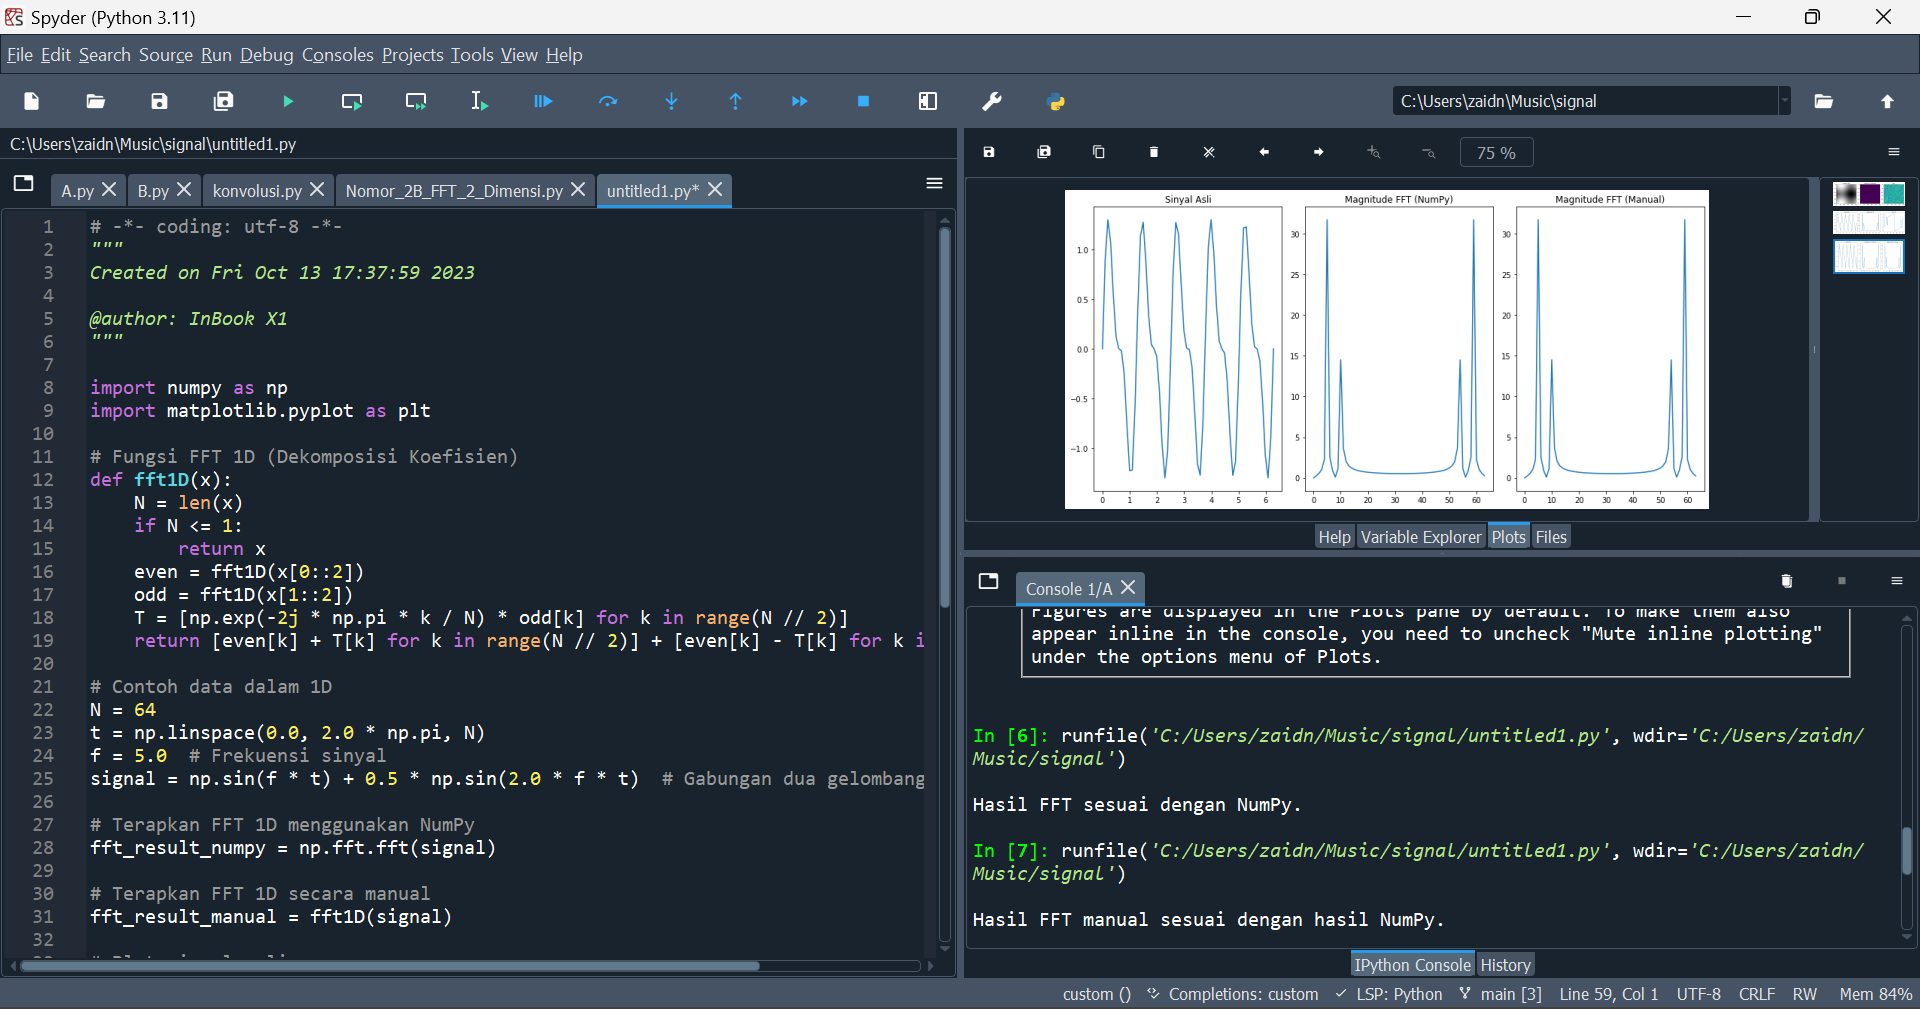 Spyder (Python 3.11)
File Edit Search Source Run Debug Consoles Projects Tools View Help
C:\Users\zaidn\Music\signal
C:\Users\zaidn\Music\signal\untitled1.py
A.py B.py konvolusi.py Nomor_2B_FFT_2_Dimensi.py untitled1.py*
1 # -*- coding: utf-8 -*-
2 """
3 Created on Fri Oct 13 17:37:59 2023
4
5 @author: InBook X1
6 """
7
8 import numpy as np
9 import matplotlib.pyplot as plt
10
11 # Fungsi FFT 1D (Dekomposisi Koefisien)
12 def fft1D(x):
13     N = len(x)
14     if N <= 1:
15         return x
16     even = fft1D(x[0::2])
17     odd = fft1D(x[1::2])
18     T = [np.exp(-2j * np.pi * k / N) * odd[k] for k in range(N // 2)]
19     return [even[k] + T[k] for k in range(N // 2)] + [even[k] - T[k] for k i
20
21 # Contoh data dalam 1D
22 N = 64
23 t = np.linspace(0.0, 2.0 * np.pi, N)
24 f = 5.0  # Frekuensi sinyal
25 signal = np.sin(f * t) + 0.5 * np.sin(2.0 * f * t)  # Gabungan dua gelombang
26
27 # Terapkan FFT 1D menggunakan NumPy
28 fft_result_numpy = np.fft.fft(signal)
29
30 # Terapkan FFT 1D secara manual
31 fft_result_manual = fft1D(signal)
32
75 %
Sinyal Asli
1.0
0.5
0.0
−0.5
−1.0
0 1 2 3 4 5 6
Magnitude FFT (NumPy)
30
25
20
15
10
5
0
0 10 20 30 40 50 60
Magnitude FFT (Manual)
30
25
20
15
10
5
0
0 10 20 30 40 50 60
Help Variable Explorer Plots Files
Console 1/A
Figures are displayed in the Plots pane by default. To make them also
appear inline in the console, you need to uncheck "Mute inline plotting"
under the options menu of Plots.
In [6]: runfile('C:/Users/zaidn/Music/signal/untitled1.py', wdir='C:/Users/zaidn/
Music/signal')
Hasil FFT sesuai dengan NumPy.
In [7]: runfile('C:/Users/zaidn/Music/signal/untitled1.py', wdir='C:/Users/zaidn/
Music/signal')
Hasil FFT manual sesuai dengan hasil NumPy.
IPython Console History
custom () Completions: custom LSP: Python main [3] Line 59, Col 1 UTF-8 CRLF RW Mem 84%